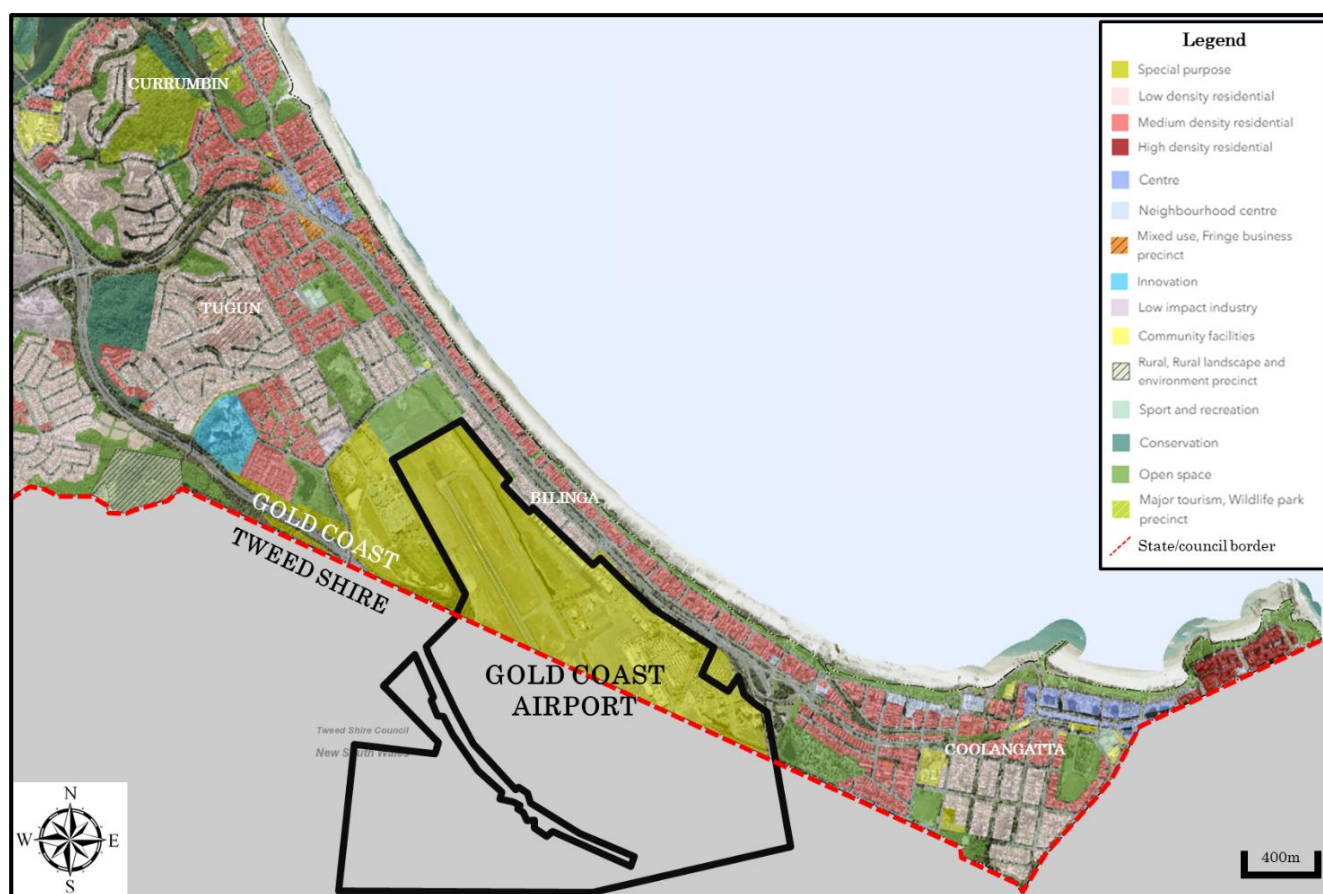 CURRUMBIN
TUGUN
BILINGA
GOLD COAST
TWEED SHIRE
GOLD COAST
AIRPORT
Tweed Shire Council
New South Wales
COOLANGATTA
Legend
Special purpose
Low density residential
Medium density residential
High density residential
Centre
Neighbourhood centre
Mixed use, Fringe business
precinct
Innovation
Low impact industry
Community facilities
Rural, Rural landscape and
environment precinct
Sport and recreation
Conservation
Open space
Major tourism, Wildlife park
precinct
State/council border
N
W
E
S
400m